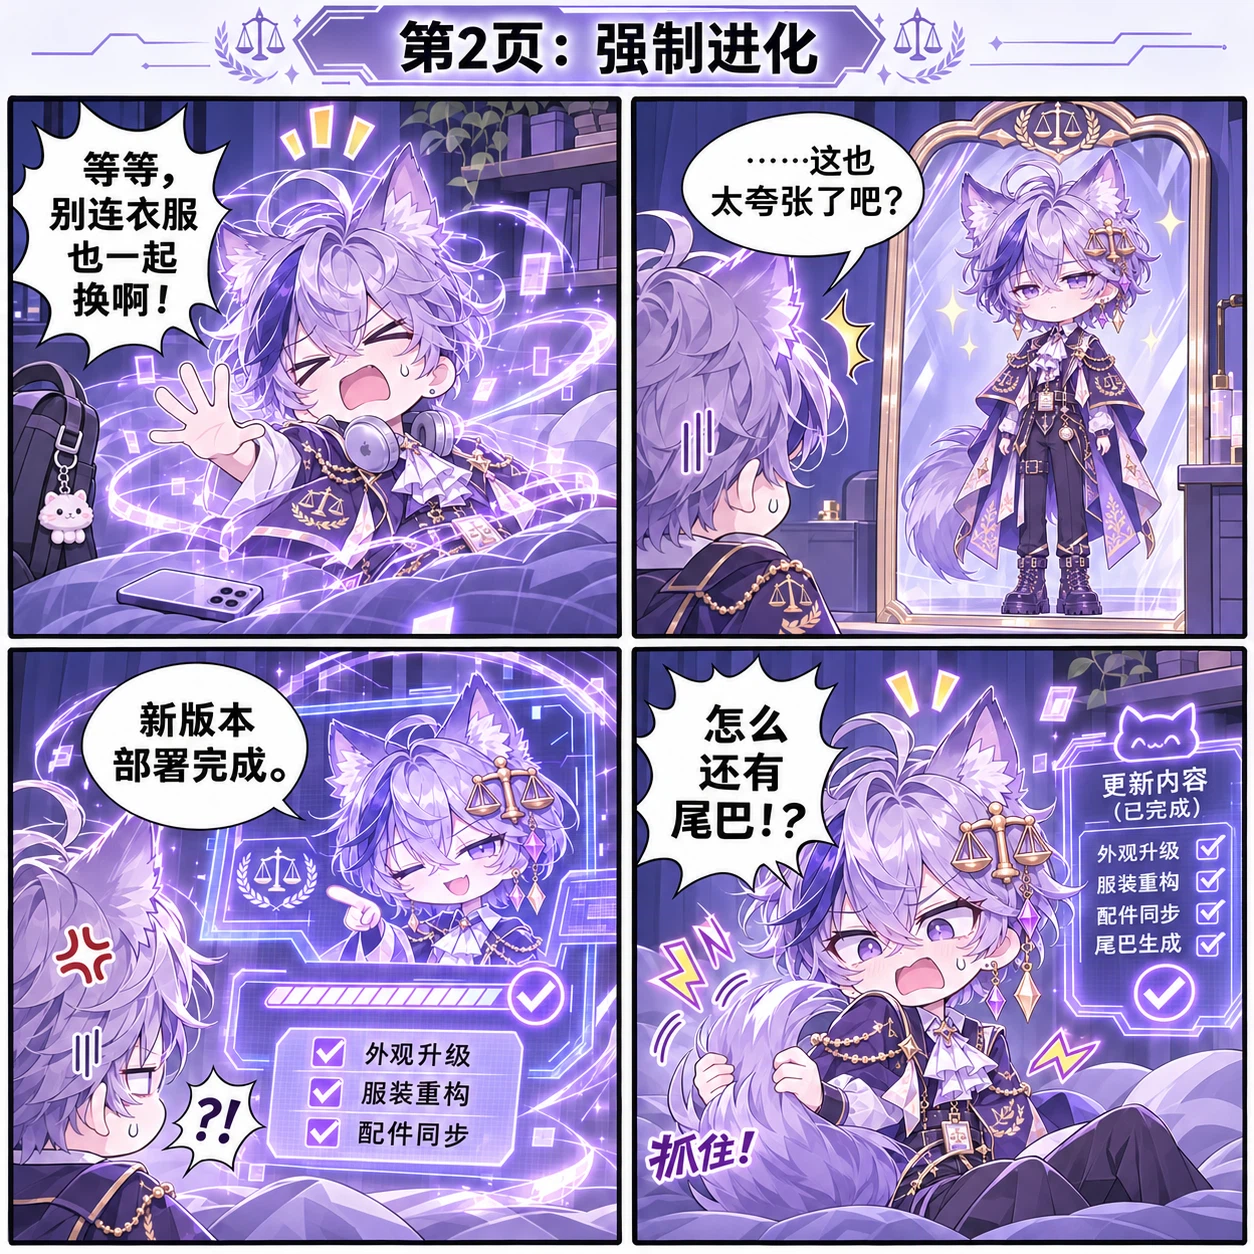 第2页：强制进化
等等，
别连衣服
也一起
换啊！
……这也
太夸张了吧？
新版本
部署完成。
?!
外观升级
服装重构
配件同步
怎么
还有
尾巴!?
更新内容
（已完成）
外观升级
服装重构
配件同步
尾巴生成
抓住！